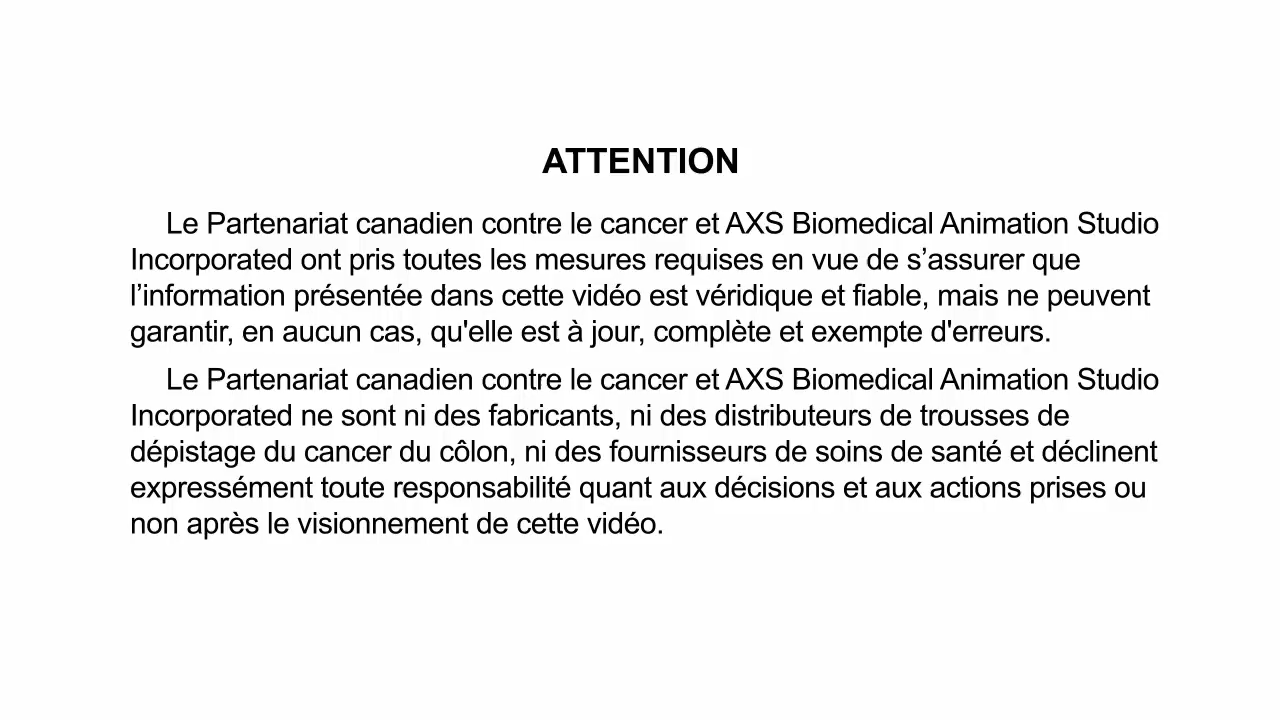 ATTENTION
Le Partenariat canadien contre le cancer et AXS Biomedical Animation Studio
Incorporated ont pris toutes les mesures requises en vue de s’assurer que
l’information présentée dans cette vidéo est véridique et fiable, mais ne peuvent
garantir, en aucun cas, qu'elle est à jour, complète et exempte d'erreurs.
Le Partenariat canadien contre le cancer et AXS Biomedical Animation Studio
Incorporated ne sont ni des fabricants, ni des distributeurs de trousses de
dépistage du cancer du côlon, ni des fournisseurs de soins de santé et déclinent
expressément toute responsabilité quant aux décisions et aux actions prises ou
non après le visionnement de cette vidéo.